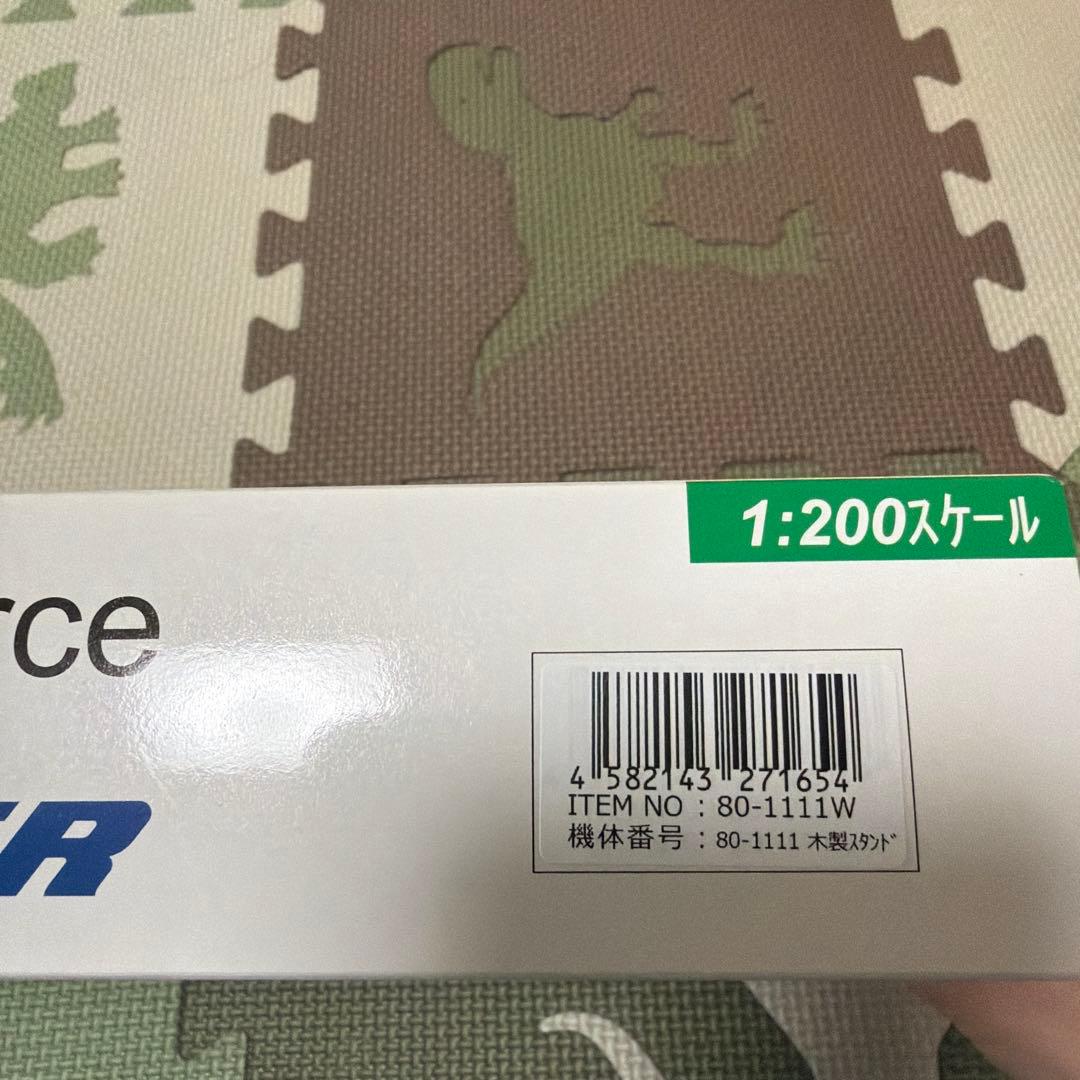 1:200スケール
rce
ER
4 582143 271654
ITEM NO : 80-1111W
機体番号 : 80-1111 木製ｽﾀﾝﾄﾞ